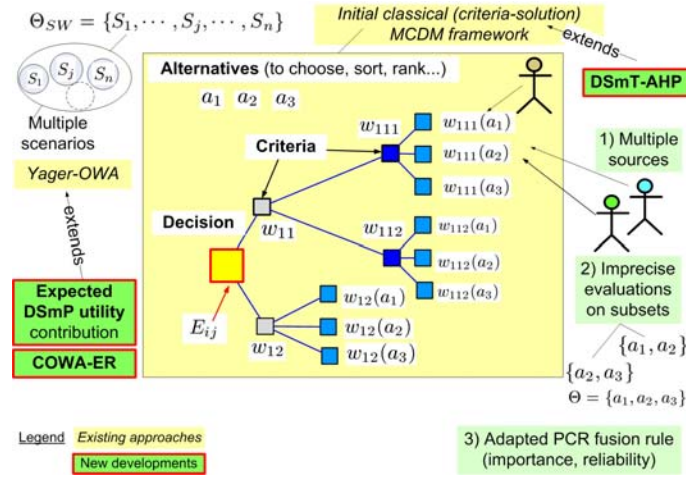 Θ_SW = {S_1, ⋯, S_j, ⋯, S_n}
Initial classical (criteria-solution)
MCDM framework
extends
DSmT-AHP
S_1 S_j S_n
Multiple
scenarios
Yager-OWA
extends
Expected
DSmP utility
contribution
COWA-ER
Alternatives (to choose, sort, rank...)
a_1 a_2 a_3
Criteria
Decision
E_ij
w_11
w_111
w_111(a_1)
w_111(a_2)
w_111(a_3)
w_112
w_112(a_1)
w_112(a_2)
w_112(a_3)
w_12
w_12(a_1)
w_12(a_2)
w_12(a_3)
1) Multiple
sources
2) Imprecise
evaluations
on subsets
{a_1, a_2}
{a_2, a_3}
Θ = {a_1, a_2, a_3}
3) Adapted PCR fusion rule
(importance, reliability)
Legend
Existing approaches
New developments